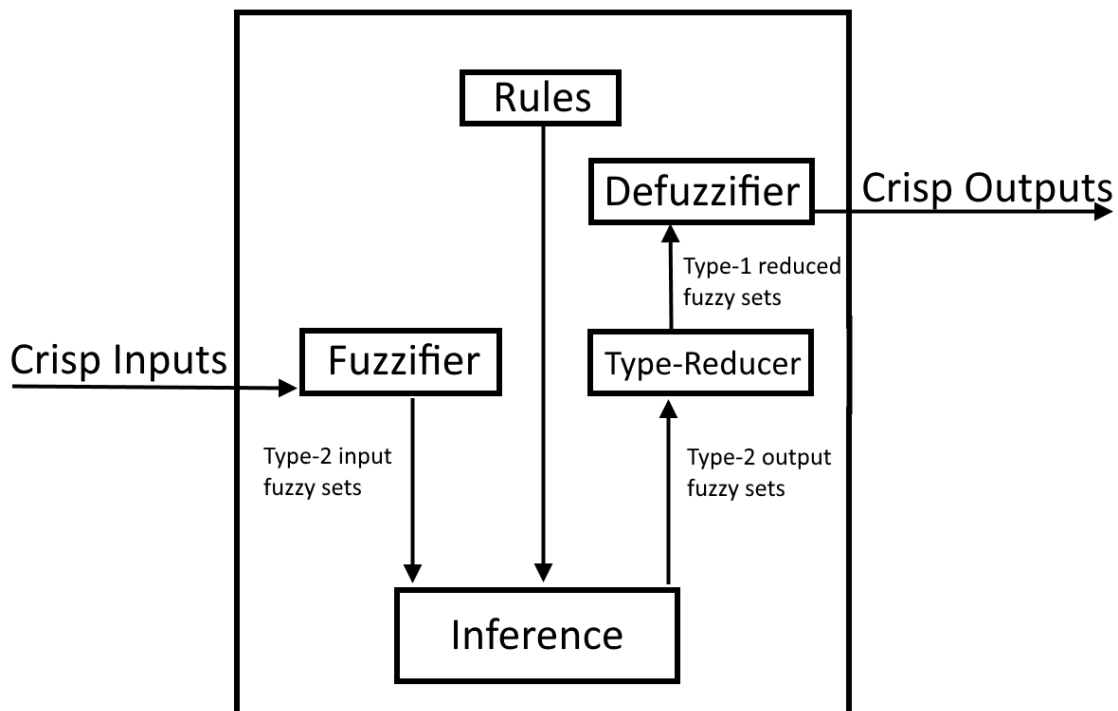 Rules
Defuzzifier
Crisp Outputs
Type-1 reduced
fuzzy sets
Crisp Inputs
Fuzzifier
Type-Reducer
Type-2 input
fuzzy sets
Type-2 output
fuzzy sets
Inference